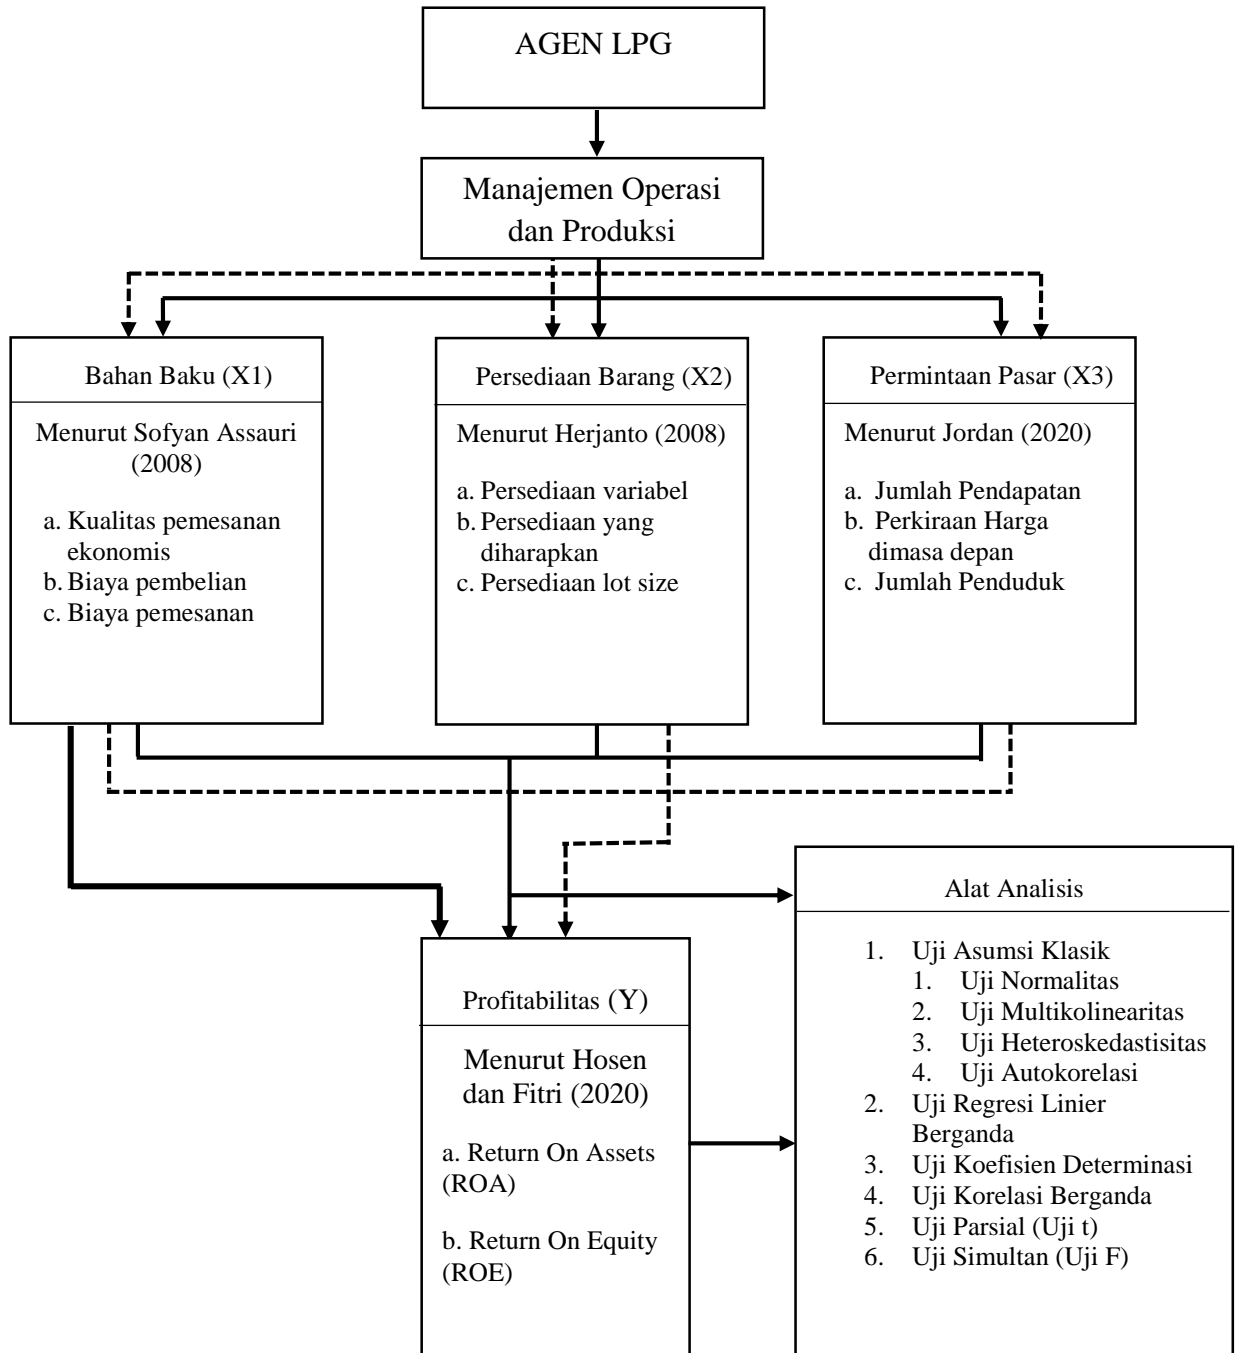 AGEN LPG
Manajemen Operasi
dan Produksi
Bahan Baku (X1)
Menurut Sofyan Assauri
(2008)
a. Kualitas pemesanan
ekonomis
b. Biaya pembelian
c. Biaya pemesanan
Persediaan Barang (X2)
Menurut Herjanto (2008)
a. Persediaan variabel
b. Persediaan yang
diharapkan
c. Persediaan lot size
Permintaan Pasar (X3)
Menurut Jordan (2020)
a. Jumlah Pendapatan
b. Perkiraan Harga
dimasa depan
c. Jumlah Penduduk
Profitabilitas (Y)
Menurut Hosen
dan Fitri (2020)
a. Return On Assets
(ROA)
b. Return On Equity
(ROE)
Alat Analisis
1. Uji Asumsi Klasik
1. Uji Normalitas
2. Uji Multikolinearitas
3. Uji Heteroskedastisitas
4. Uji Autokorelasi
2. Uji Regresi Linier
Berganda
3. Uji Koefisien Determinasi
4. Uji Korelasi Berganda
5. Uji Parsial (Uji t)
6. Uji Simultan (Uji F)